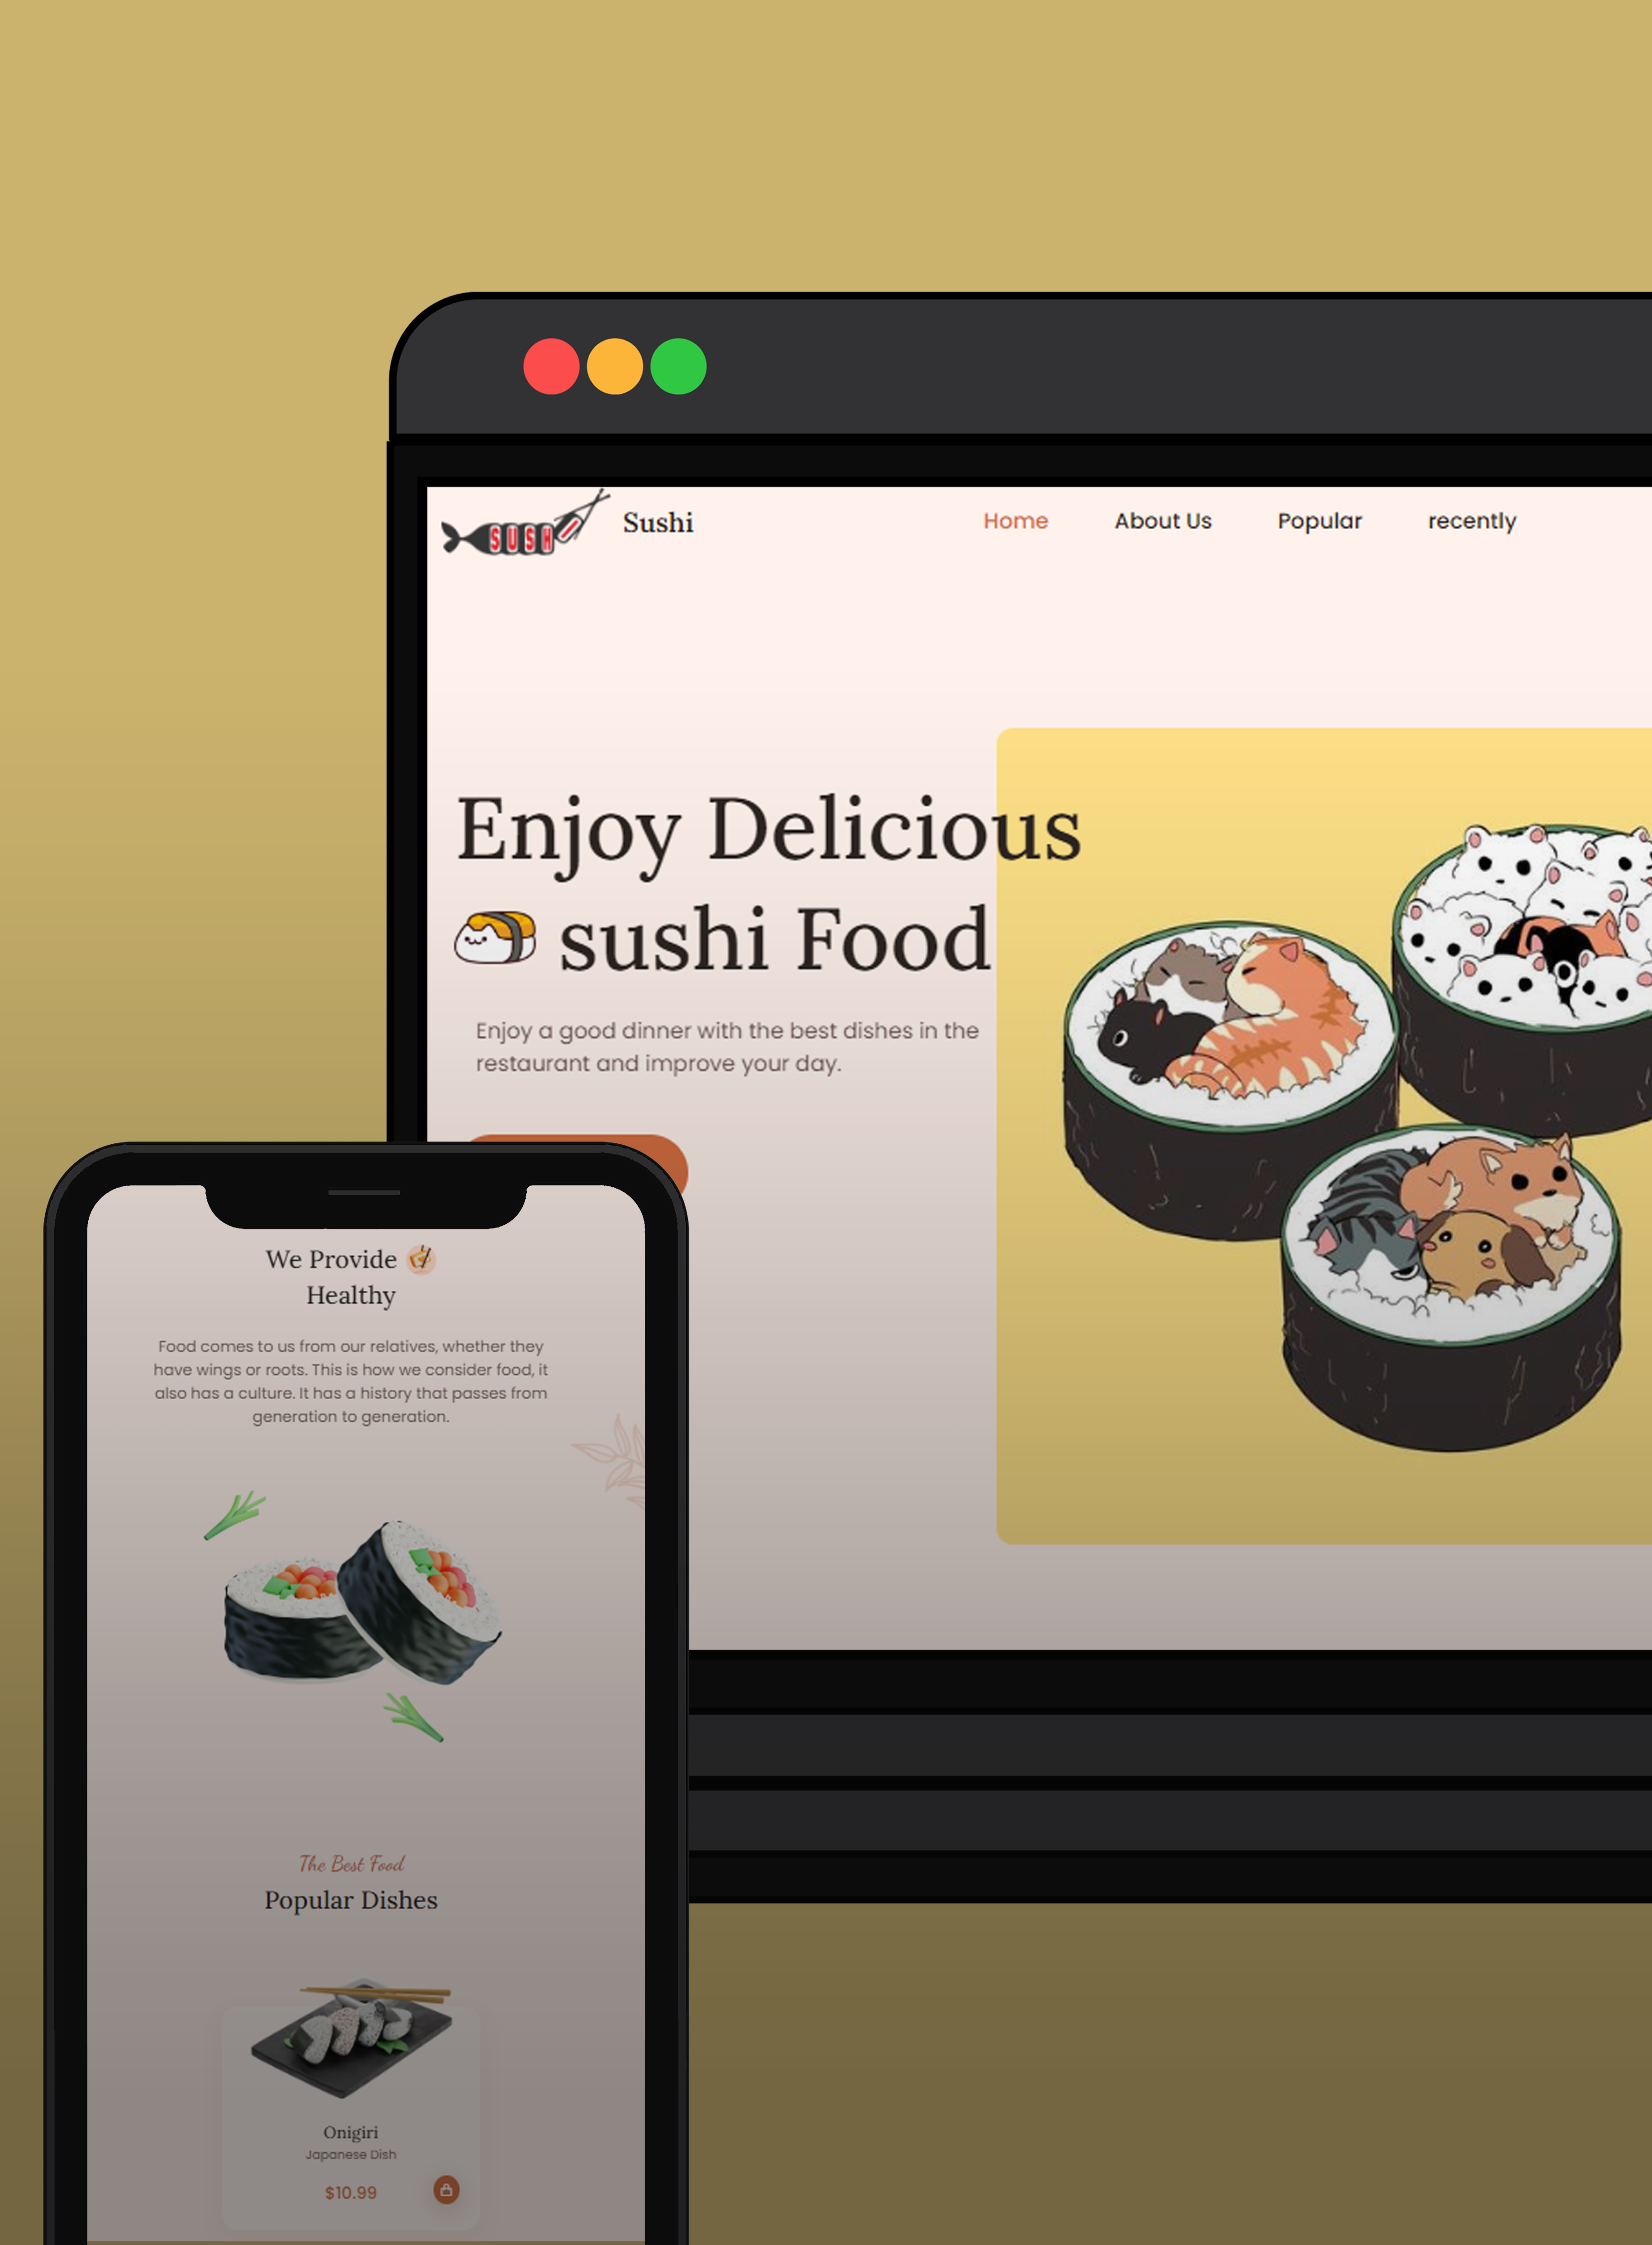 SUSHI
Sushi
Home
About Us
Popular
recently
Enjoy Delicious
sushi Food
Enjoy a good dinner with the best dishes in the
restaurant and improve your day.
We Provide
Healthy
Food comes to us from our relatives, whether they
have wings or roots. This is how we consider food, it
also has a culture. It has a history that passes from
generation to generation.
The Best Food
Popular Dishes
Onigiri
Japanese Dish
$10.99